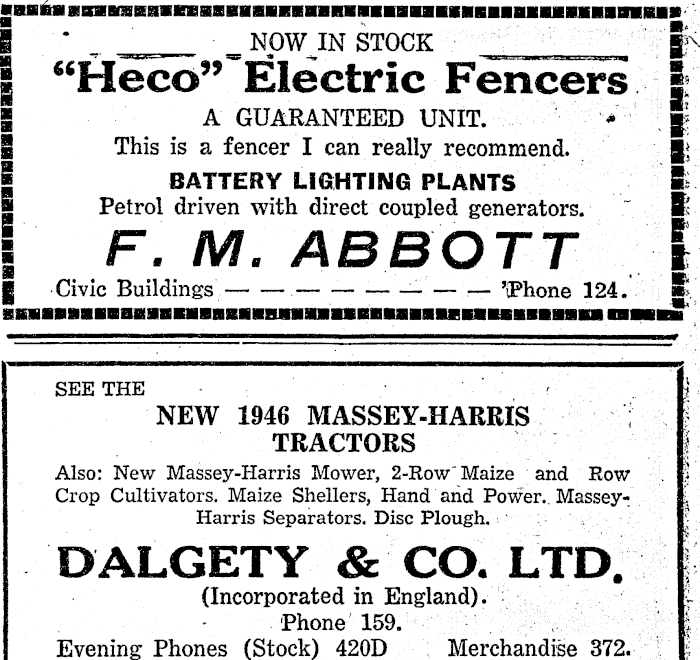 NOW IN STOCK
“Heco” Electric Fencers
A GUARANTEED UNIT.
This is a fencer I can really recommend.
BATTERY LIGHTING PLANTS
Petrol driven with direct coupled generators.
F. M. ABBOTT
Civic Buildings — — — — — — — 'Phone 124.
SEE THE
NEW 1946 MASSEY-HARRIS
TRACTORS
Also: New Massey-Harris Mower, 2-Row Maize and Row
Crop Cultivators. Maize Shellers, Hand and Power. Massey-
Harris Separators. Disc Plough.
DALGETY & CO. LTD.
(Incorporated in England).
Phone 159.
Evening Phones (Stock) 420D Merchandise 372.